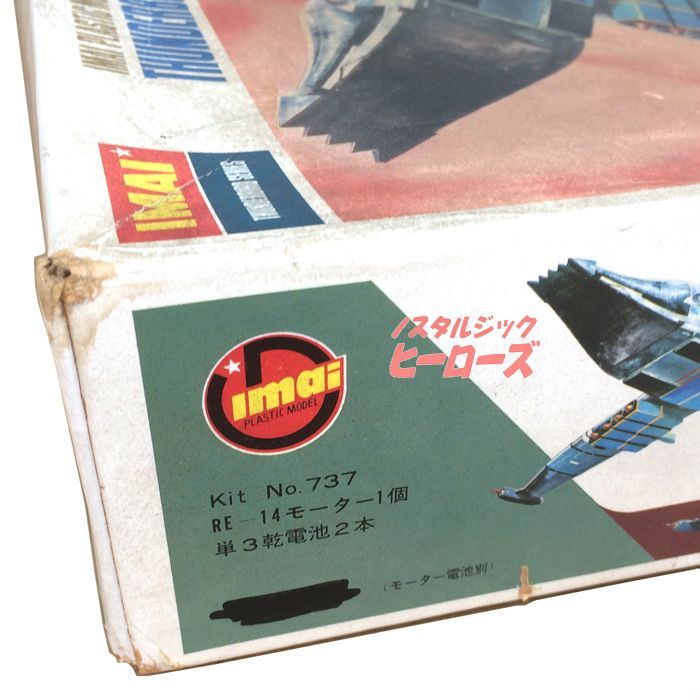 IMAI
ノスタルジック
ヒーローズ
imai
PLASTIC MODEL
Kit No.737
RE-14モーター1個
単3乾電池2本
(モーター電池別)